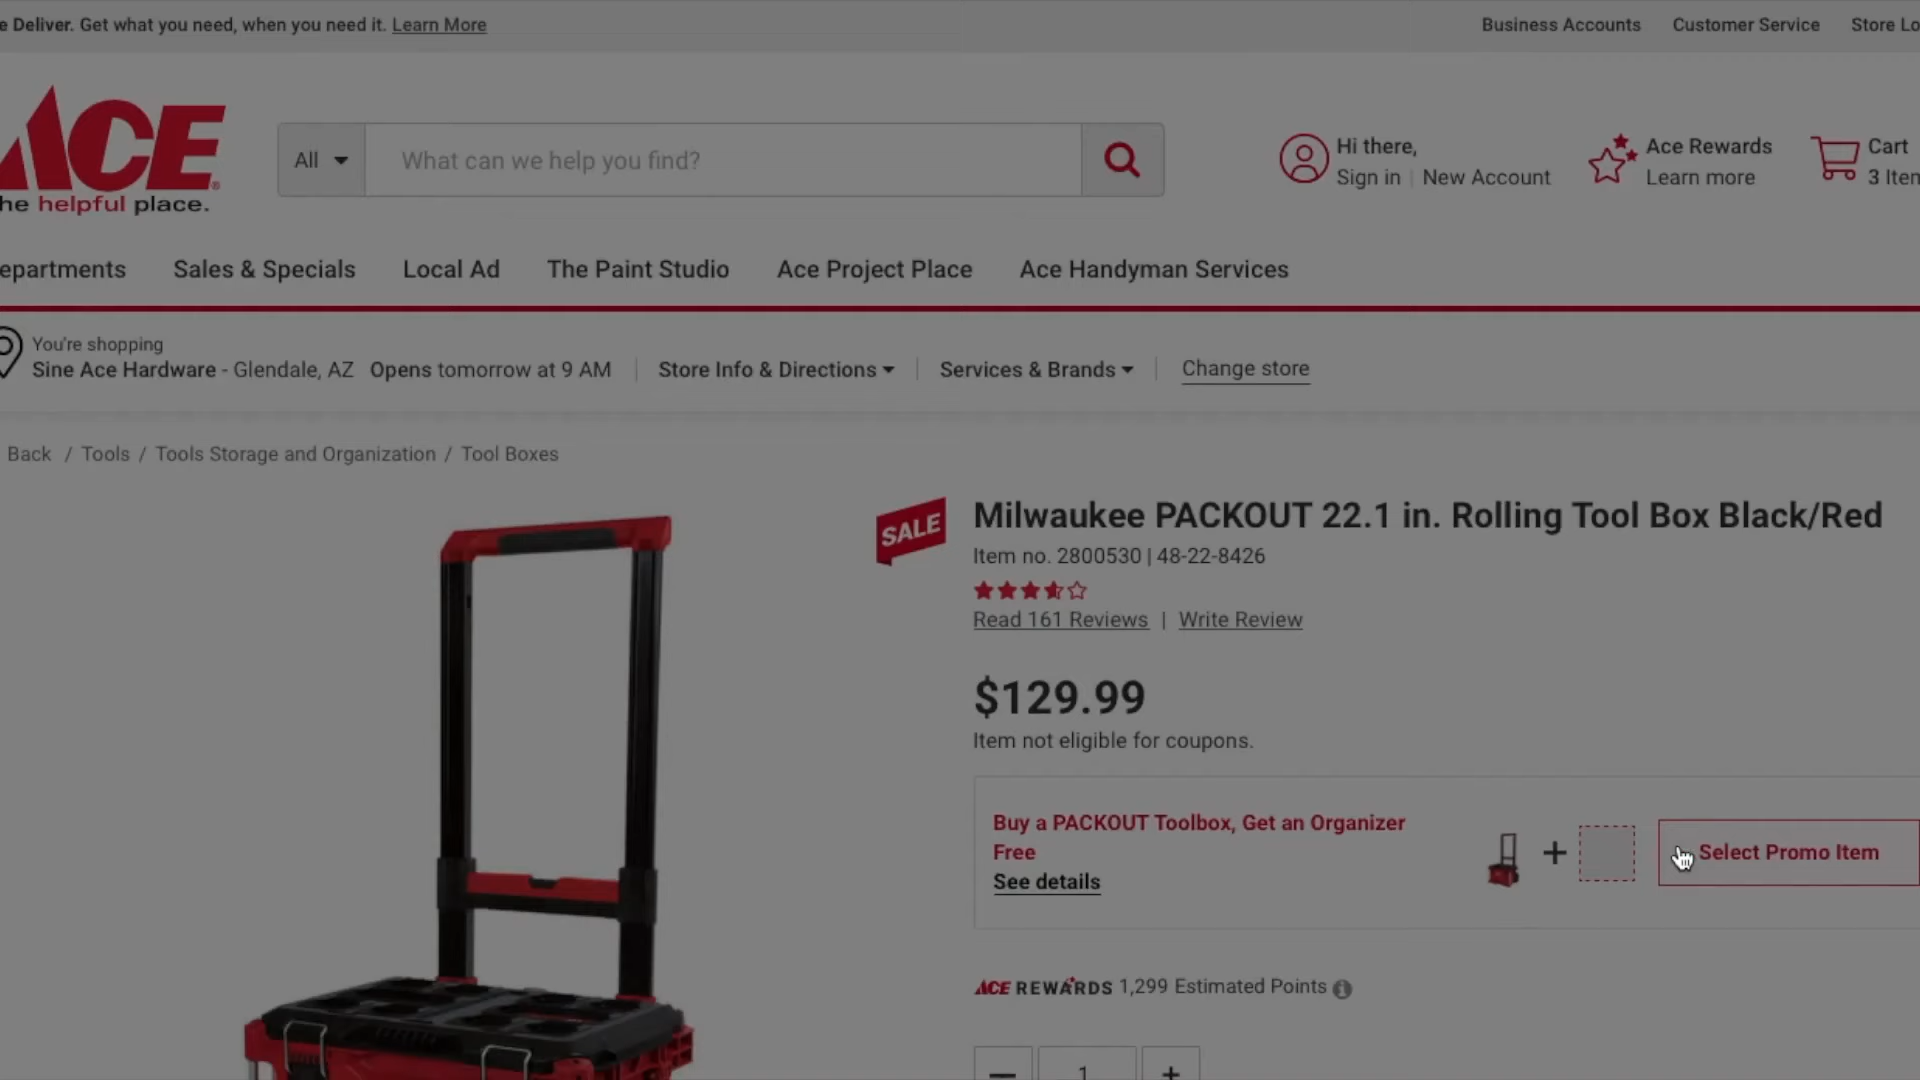 e Deliver. Get what you need, when you need it. Learn More
Business Accounts Customer Service Store Lo
ACE
he helpful place.
All
What can we help you find?
Hi there,
Sign in | New Account
Ace Rewards
Learn more
Cart
3 Iten
epartments Sales & Specials Local Ad The Paint Studio Ace Project Place Ace Handyman Services
You're shopping
Sine Ace Hardware - Glendale, AZ Opens tomorrow at 9 AM | Store Info & Directions | Services & Brands | Change store
Back / Tools / Tools Storage and Organization / Tool Boxes
SALE
Milwaukee PACKOUT 22.1 in. Rolling Tool Box Black/Red
Item no. 2800530 | 48-22-8426
Read 161 Reviews | Write Review
$129.99
Item not eligible for coupons.
Buy a PACKOUT Toolbox, Get an Organizer
Free
See details
+
Select Promo Item
ACE REWARDS 1,299 Estimated Points
— 1 +